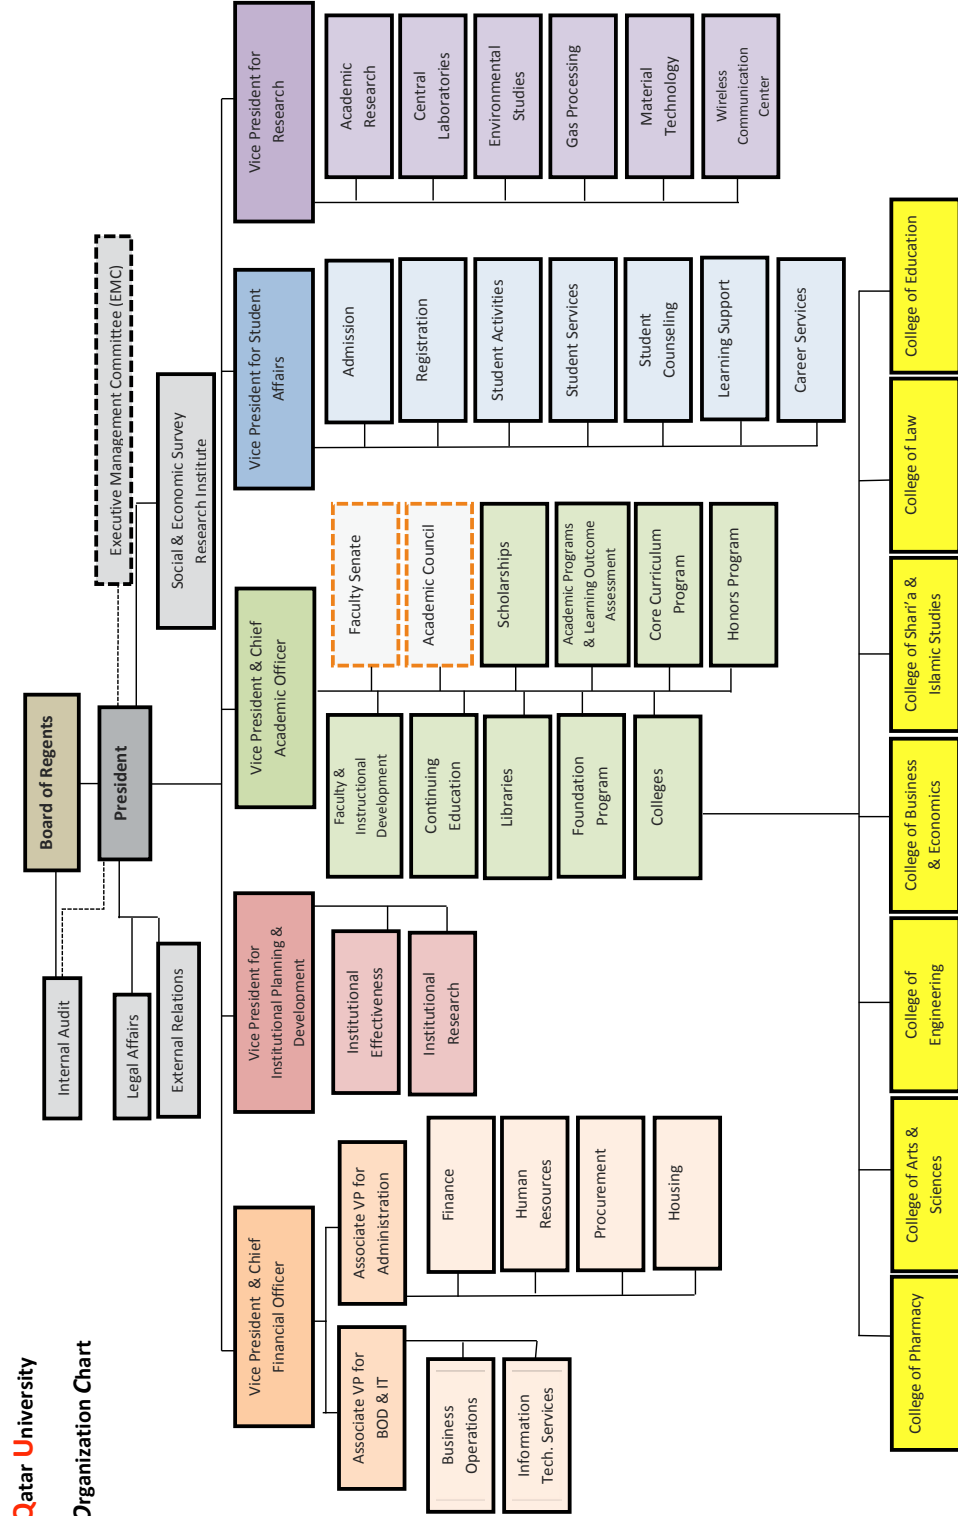 Qatar University
Organization Chart
Board of Regents
President
Executive Management Committee (EMC)
Internal Audit
Legal Affairs
External Relations
Social & Economic Survey
Research Institute
Vice President & Chief
Financial Officer
Vice President for
Institutional Planning &
Development
Vice President & Chief
Academic Officer
Vice President for Student
Affairs
Vice President for
Research
Associate VP for
BOD & IT
Associate VP for
Administration
Business
Operations
Information
Tech. Services
Finance
Human
Resources
Procurement
Housing
Institutional
Effectiveness
Institutional
Research
Faculty &
Instructional
Development
Continuing
Education
Libraries
Foundation
Program
Colleges
Faculty Senate
Academic Council
Scholarships
Academic Programs
& Learning Outcome
Assessment
Core Curriculum
Program
Honors Program
Admission
Registration
Student Activities
Student Services
Student
Counseling
Learning Support
Career Services
Academic
Research
Central
Laboratories
Environmental
Studies
Gas Processing
Material
Technology
Wireless
Communication
Center
College of Pharmacy
College of Arts &
Sciences
College of
Engineering
College of Business
& Economics
College of Shari’a &
Islamic Studies
College of Law
College of Education